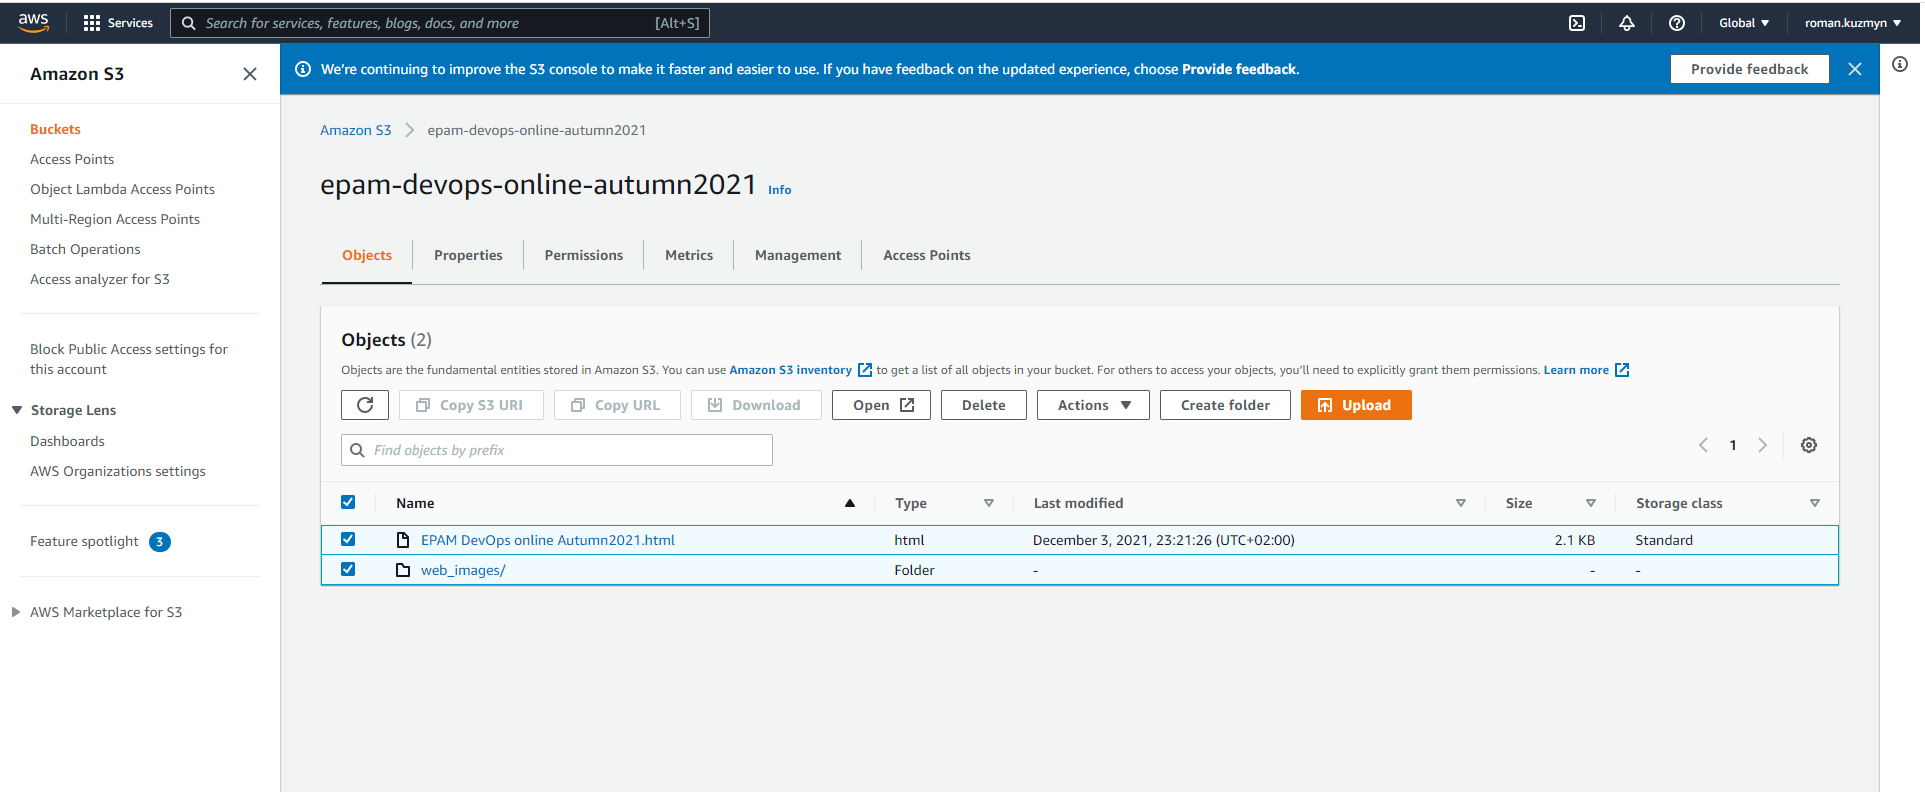 aws Services Search for services, features, blogs, docs, and more [Alt+S] Global roman.kuzmyn
Amazon S3
Buckets
Access Points
Object Lambda Access Points
Multi-Region Access Points
Batch Operations
Access analyzer for S3
Block Public Access settings for
this account
Storage Lens
Dashboards
AWS Organizations settings
Feature spotlight 3
AWS Marketplace for S3
We're continuing to improve the S3 console to make it faster and easier to use. If you have feedback on the updated experience, choose Provide feedback. Provide feedback
Amazon S3 epam-devops-online-autumn2021
epam-devops-online-autumn2021 Info
Objects Properties Permissions Metrics Management Access Points
Objects (2)
Objects are the fundamental entities stored in Amazon S3. You can use Amazon S3 inventory to get a list of all objects in your bucket. For others to access your objects, you'll need to explicitly grant them permissions. Learn more
Copy S3 URI Copy URL Download Open Delete Actions Create folder Upload
Find objects by prefix 1
Name Type Last modified Size Storage class
EPAM DevOps online Autumn2021.html html December 3, 2021, 23:21:26 (UTC+02:00) 2.1 KB Standard
web_images/ Folder - - -